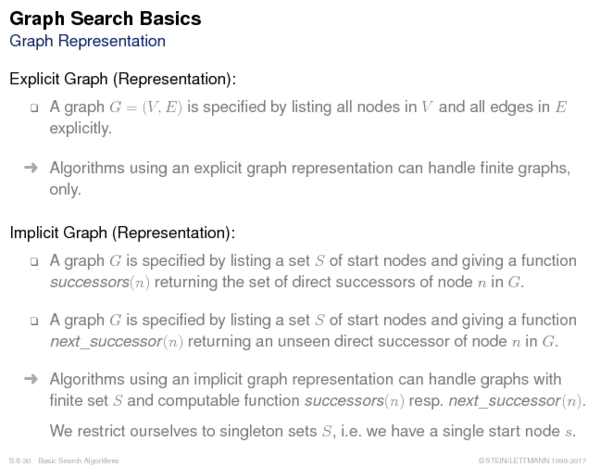 Graph Search Basics
Graph Representation
Explicit Graph (Representation):
❑ A graph G = (V, E) is specified by listing all nodes in V and all edges in E
explicitly.
➔ Algorithms using an explicit graph representation can handle finite graphs,
only.
Implicit Graph (Representation):
❑ A graph G is specified by listing a set S of start nodes and giving a function
successors(n) returning the set of direct successors of node n in G.
❑ A graph G is specified by listing a set S of start nodes and giving a function
next_successor(n) returning an unseen direct successor of node n in G.
➔ Algorithms using an implicit graph representation can handle graphs with
finite set S and computable function successors(n) resp. next_successor(n).
We restrict ourselves to singleton sets S, i.e. we have a single start node s.
S:II-30 Basic Search Algorithms © STEIN/LETTMANN 1998-2017